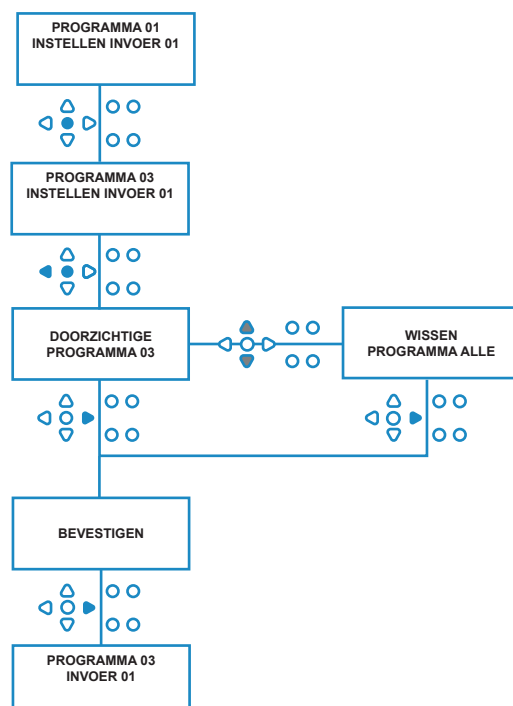 PROGRAMMA 01
INSTELLEN INVOER 01
PROGRAMMA 03
INSTELLEN INVOER 01
DOORZICHTIGE
PROGRAMMA 03
WISSEN
PROGRAMMA ALLE
BEVESTIGEN
PROGRAMMA 03
INVOER 01